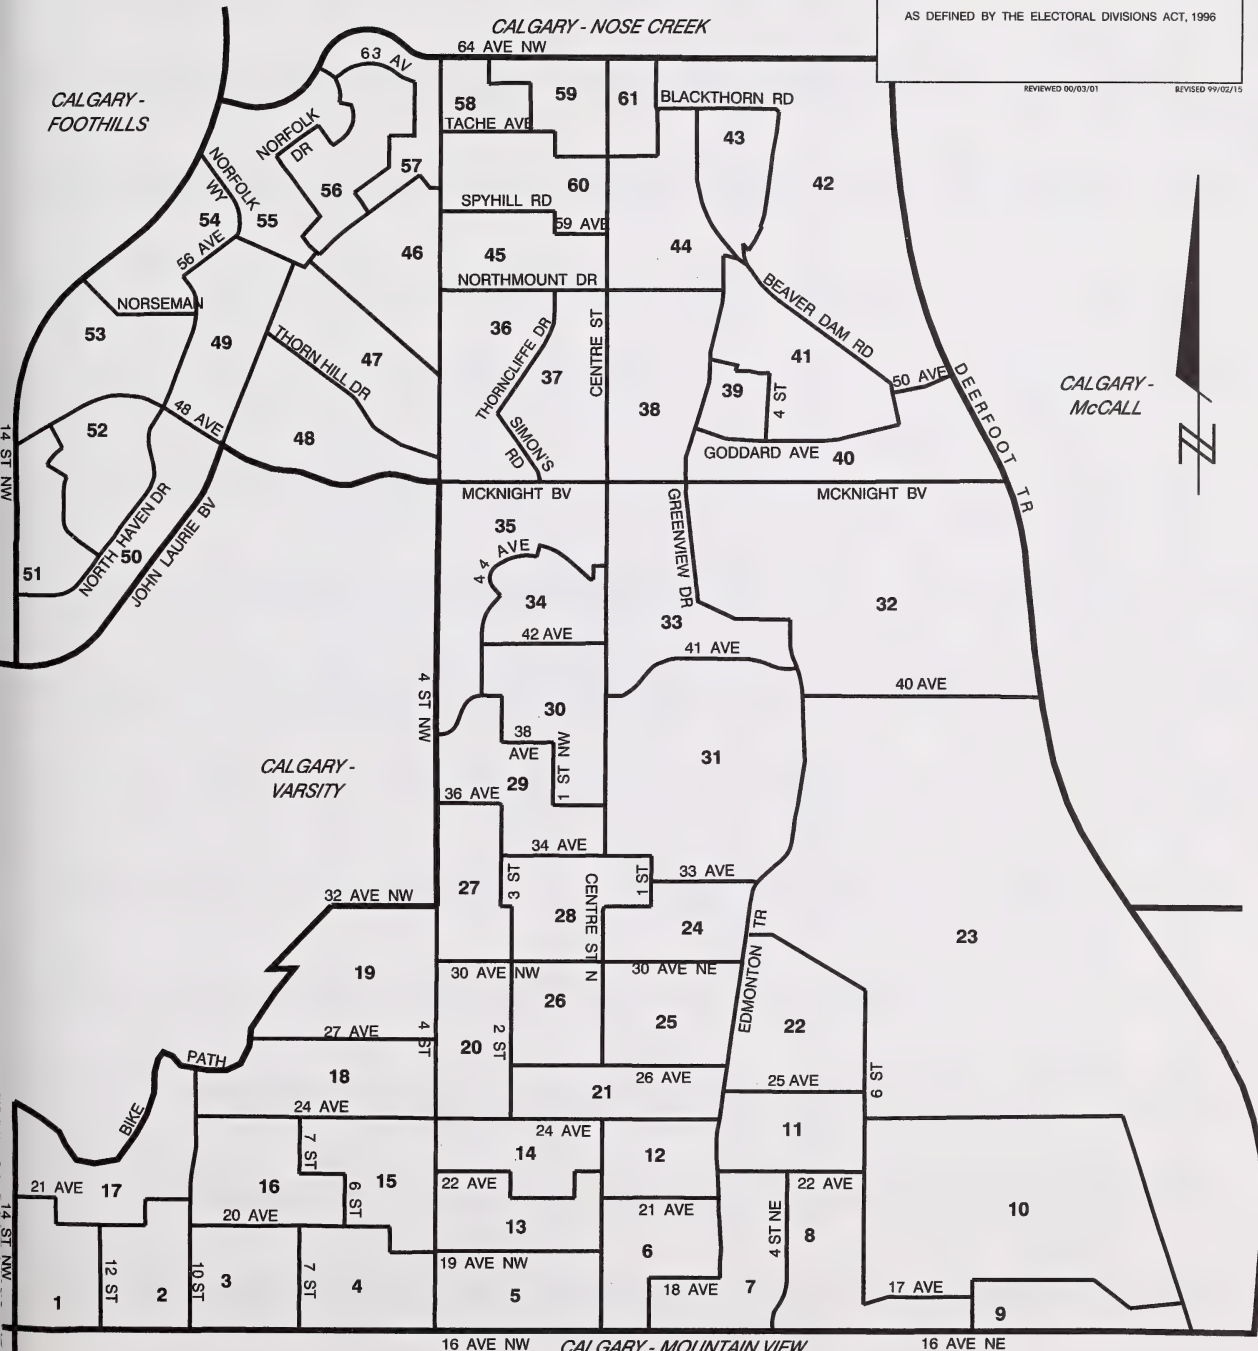 AS DEFINED BY THE ELECTORAL DIVISIONS ACT, 1996
REVIEWED 00/03/01
REVISED 99/02/15
CALGARY - NOSE CREEK
64 AVE NW
63 AV
CALGARY -
FOOTHILLS
58
59
61
BLACKTHORN RD
TACHE AVE
43
NORFOLK
DR
NORFOLK
WY
57
56
60
42
54
55
SPYHILL RD
59 AVE
56 AVE
46
45
44
NORTHMOUNT DR
BEAVER DAM RD
NORSEMAN
53
49
THORN HILL DR
47
36
THORNCLIFFE DR
37
CENTRE ST
41
50 AVE
39
4 ST
38
DEERFOOT TR
CALGARY -
McCALL
N
48 AVE
52
48
SIMON'S
RD
GODDARD AVE
40
14 ST NW
MCKNIGHT BV
MCKNIGHT BV
NORTH HAVEN DR
JOHN LAURIE BV
50
51
35
44 AVE
34
GREENVIEW DR
32
33
42 AVE
41 AVE
4 ST NW
40 AVE
30
38
AVE
1 ST NW
31
CALGARY -
VARSITY
29
36 AVE
34 AVE
33 AVE
27
3 ST
CENTRE ST N
1 ST
32 AVE NW
28
24
EDMONTON TR
23
19
30 AVE NW
30 AVE NE
26
25
22
27 AVE
4 ST
20
2 ST
PATH
18
26 AVE
25 AVE
6 ST
21
BIKE
24 AVE
24 AVE
11
7 ST
14
12
21 AVE
17
16
6 ST
15
22 AVE
22 AVE
14 ST NW
20 AVE
13
21 AVE
4 ST NE
8
10
6
19 AVE NW
12 ST
10 ST
3
7 ST
4
18 AVE
7
17 AVE
1
2
5
9
16 AVE NW
CALGARY - MOUNTAIN VIEW
16 AVE NE